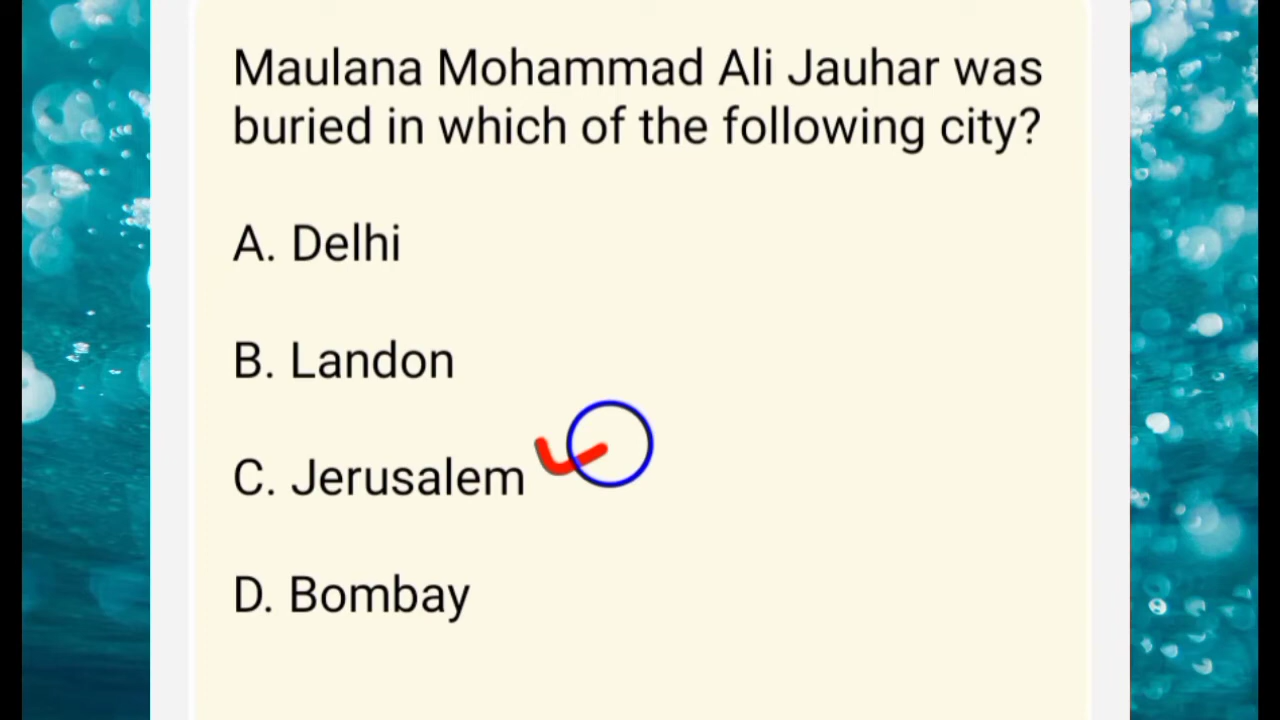 Maulana Mohammad Ali Jauhar was
buried in which of the following city?
A. Delhi
B. Landon
C. Jerusalem
D. Bombay